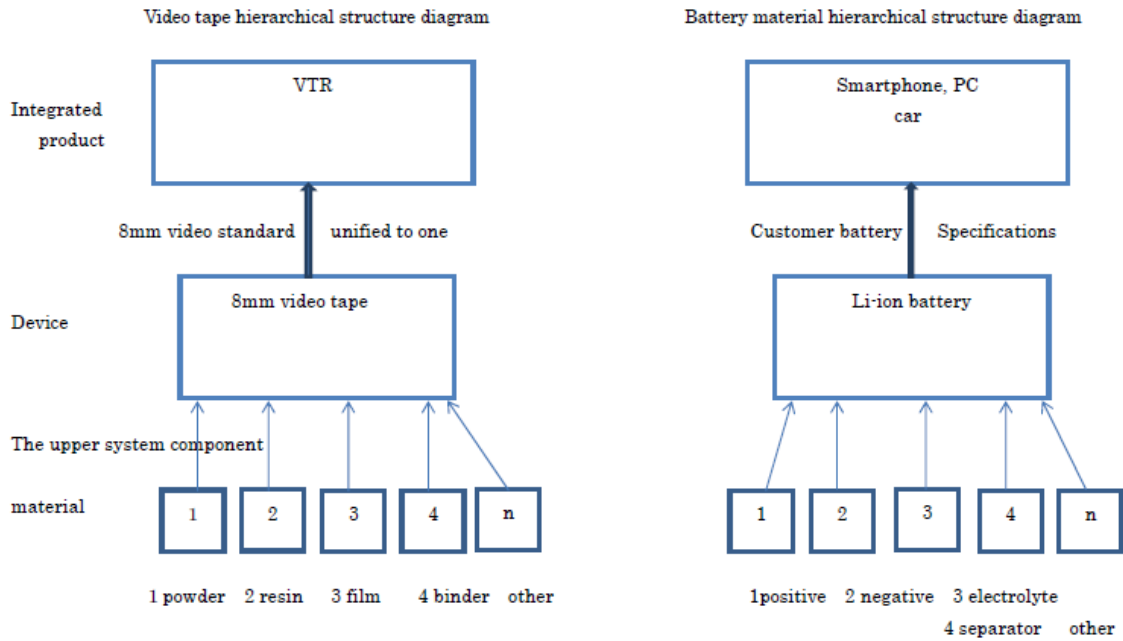 Video tape hierarchical structure diagram
Battery material hierarchical structure diagram
VTR
Smartphone, PC
car
Integrated
product
8mm video standard unified to one
Customer battery Specifications
8mm video tape
Li-ion battery
Device
The upper system component
material
1 2 3 4 n
1 2 3 4 n
1 powder 2 resin 3 film 4 binder other
1positive 2 negative 3 electrolyte
4 separator other